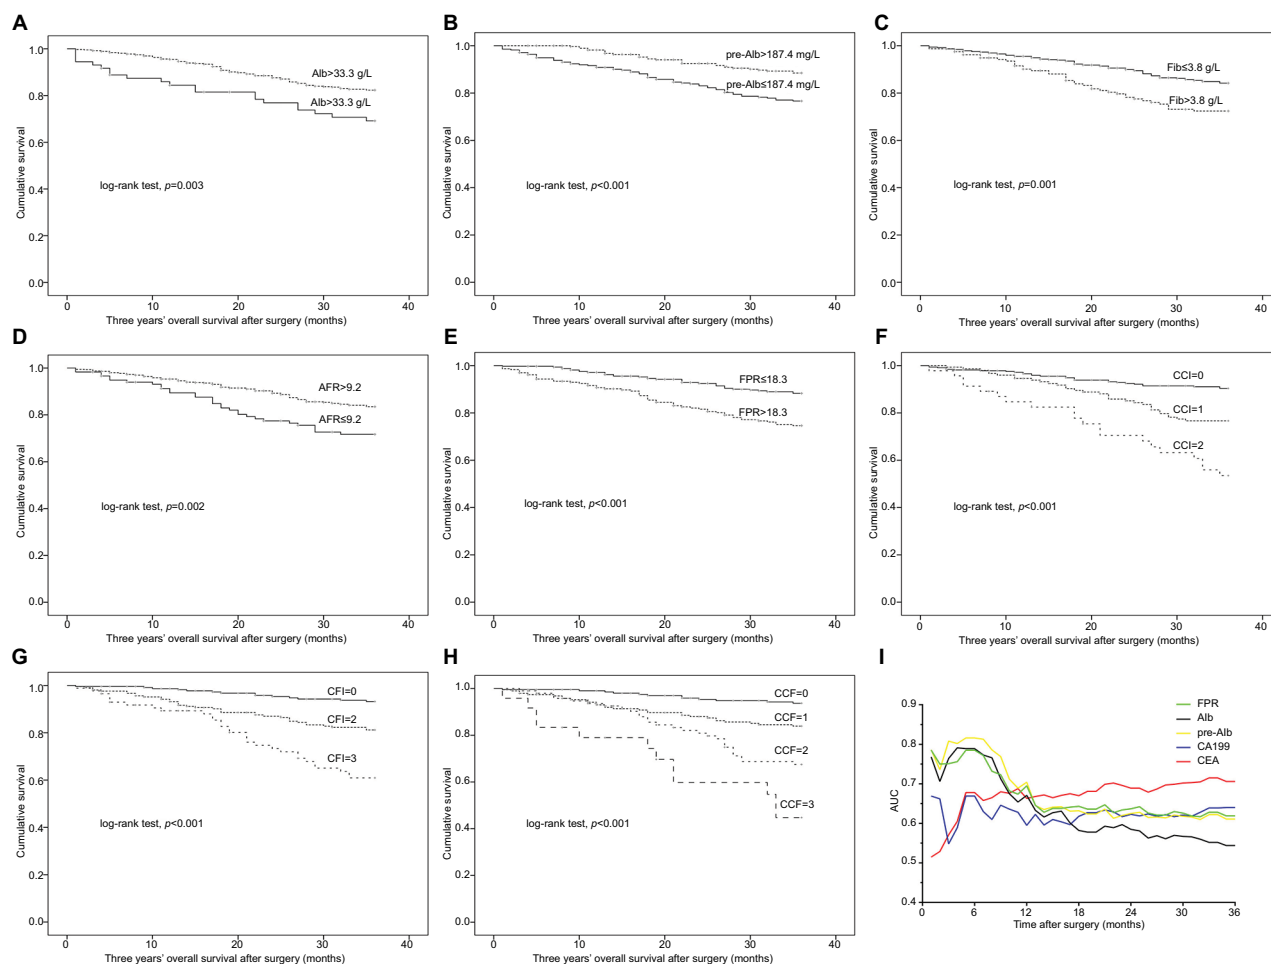 A
1.0
0.8
0.6
0.4
0.2
0.0
Cumulative survival
Alb>33.3 g/L
Alb>33.3 g/L
log-rank test, p=0.003
0 10 20 30 40
Three years' overall survival after surgery (months)
B
1.0
0.8
0.6
0.4
0.2
0.0
Cumulative survival
pre-Alb>187.4 mg/L
pre-Alb≤187.4 mg/L
log-rank test, p<0.001
0 10 20 30 40
Three years' overall survival after surgery (months)
C
1.0
0.8
0.6
0.4
0.2
0.0
Cumulative survival
Fib≤3.8 g/L
Fib>3.8 g/L
log-rank test, p=0.001
0 10 20 30 40
Three years' overall survival after surgery (months)
D
1.0
0.8
0.6
0.4
0.2
0.0
Cumulative survival
AFR>9.2
AFR≤9.2
log-rank test, p=0.002
0 10 20 30 40
Three years' overall survival after surgery (months)
E
1.0
0.8
0.6
0.4
0.2
0.0
Cumulative survival
FPR≤18.3
FPR>18.3
log-rank test, p<0.001
0 10 20 30 40
Three years' overall survival after surgery (months)
F
1.0
0.8
0.6
0.4
0.2
0.0
Cumulative survival
CCI=0
CCI=1
CCI=2
log-rank test, p<0.001
0 10 20 30 40
Three years' overall survival after surgery (months)
G
1.0
0.8
0.6
0.4
0.2
0.0
Cumulative survival
CFI=0
CFI=2
CFI=3
log-rank test, p<0.001
0 10 20 30 40
Three years' overall survival after surgery (months)
H
1.0
0.8
0.6
0.4
0.2
0.0
Cumulative survival
CCF=0
CCF=1
CCF=2
CCF=3
log-rank test, p<0.001
0 10 20 30 40
Three years' overall survival after surgery (months)
I
0.9
0.8
0.7
0.6
0.5
0.4
AUC
FPR
Alb
pre-Alb
CA199
CEA
0 6 12 18 24 30 36
Time after surgery (months)